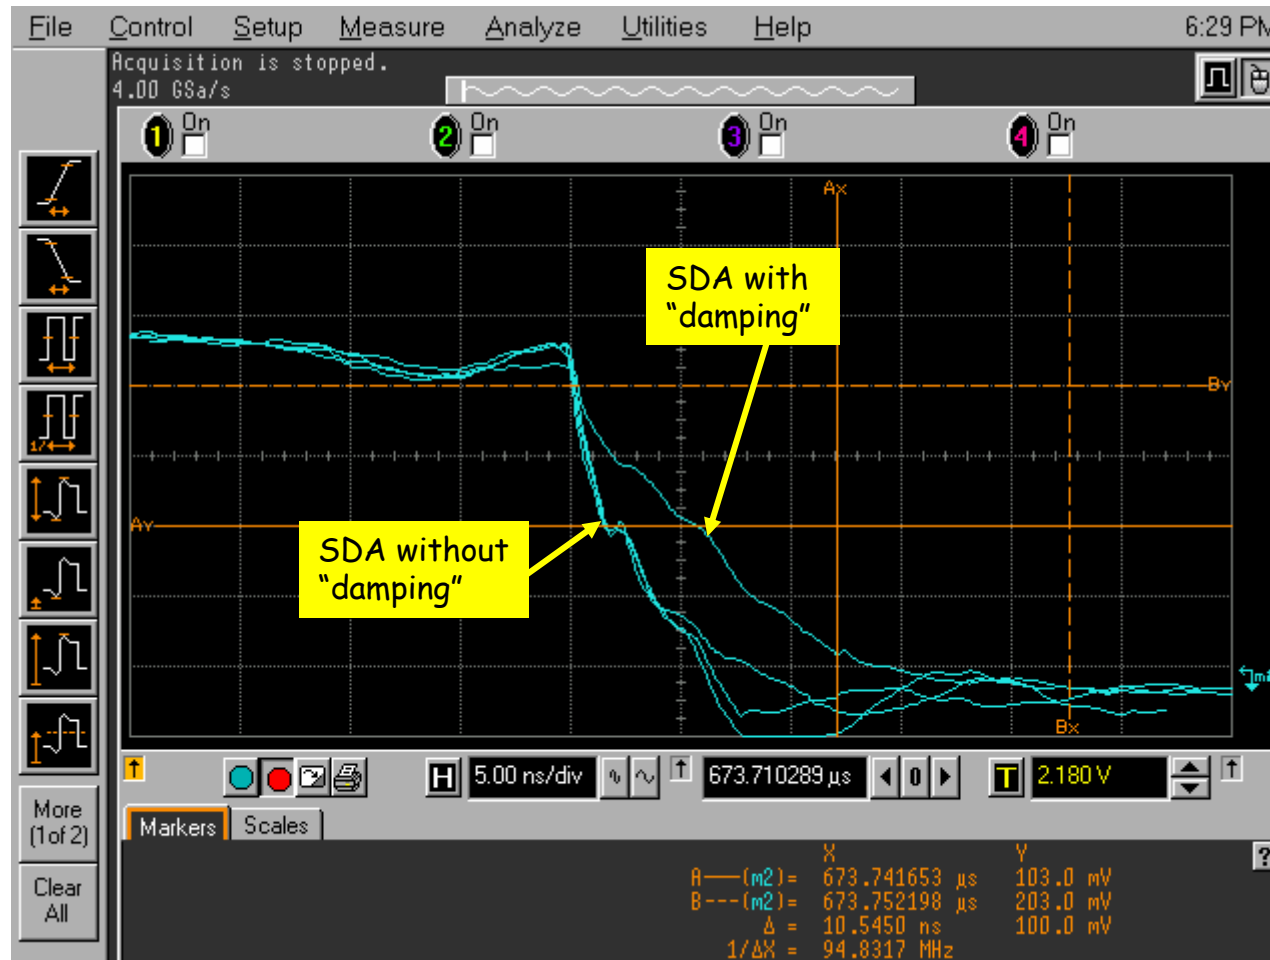 File Control Setup Measure Analyze Utilities Help 6:29 PM
Acquisition is stopped.
4.00 GSa/s
1 On 2 On 3 On 4 On
Ax
SDA with
“damping”
By
Ay
SDA without
“damping”
Bx
H 5.00 ns/div 673.710289 µs 0 T 2.180 V
More
(1 of 2)
Clear
All
Markers Scales
?
X Y
A——(m2)= 673.741653 µs 103.0 mV
B---(m2)= 673.752198 µs 203.0 mV
Δ = 10.5450 ns 100.0 mV
1/ΔX = 94.8317 MHz